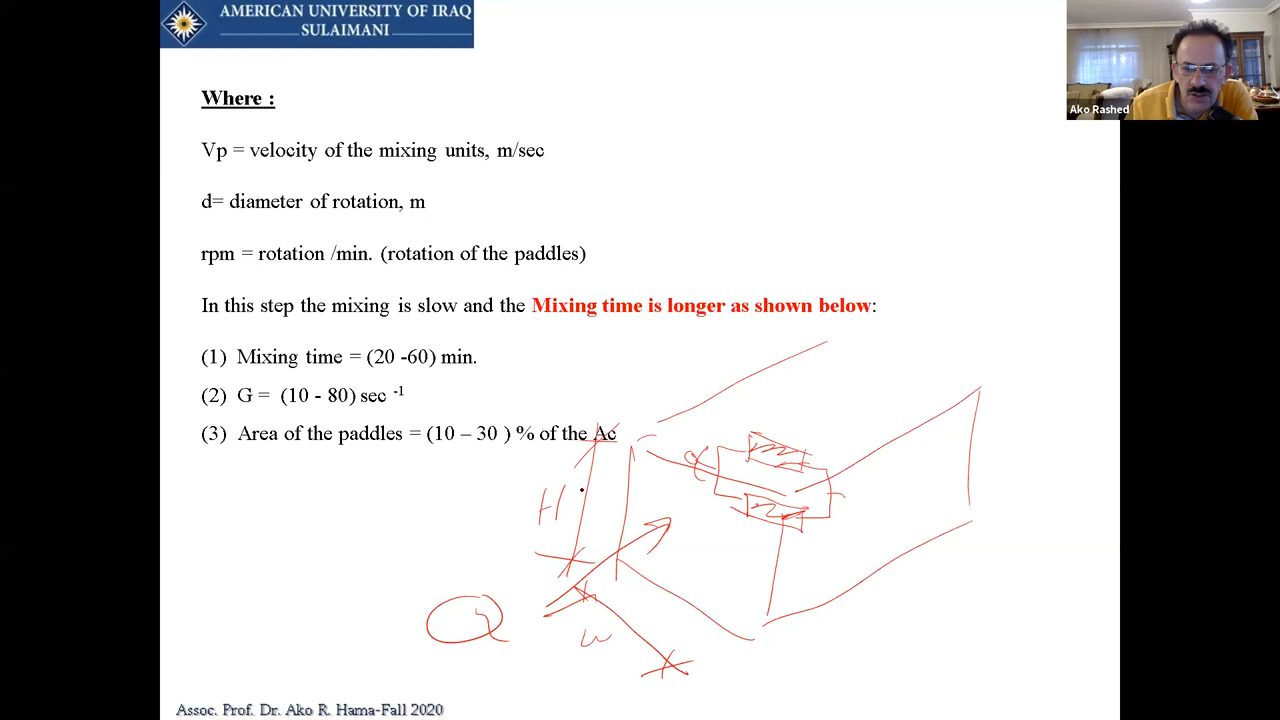 AMERICAN UNIVERSITY OF IRAQ
SULAIMANI
Ako Rashed
Where :
Vp = velocity of the mixing units, m/sec
d= diameter of rotation, m
rpm = rotation /min. (rotation of the paddles)
In this step the mixing is slow and the Mixing time is longer as shown below:
(1) Mixing time = (20 -60) min.
(2) G = (10 - 80) sec -1
(3) Area of the paddles = (10 – 30 ) % of the Ac
H
Q
w
Assoc. Prof. Dr. Ako R. Hama-Fall 2020